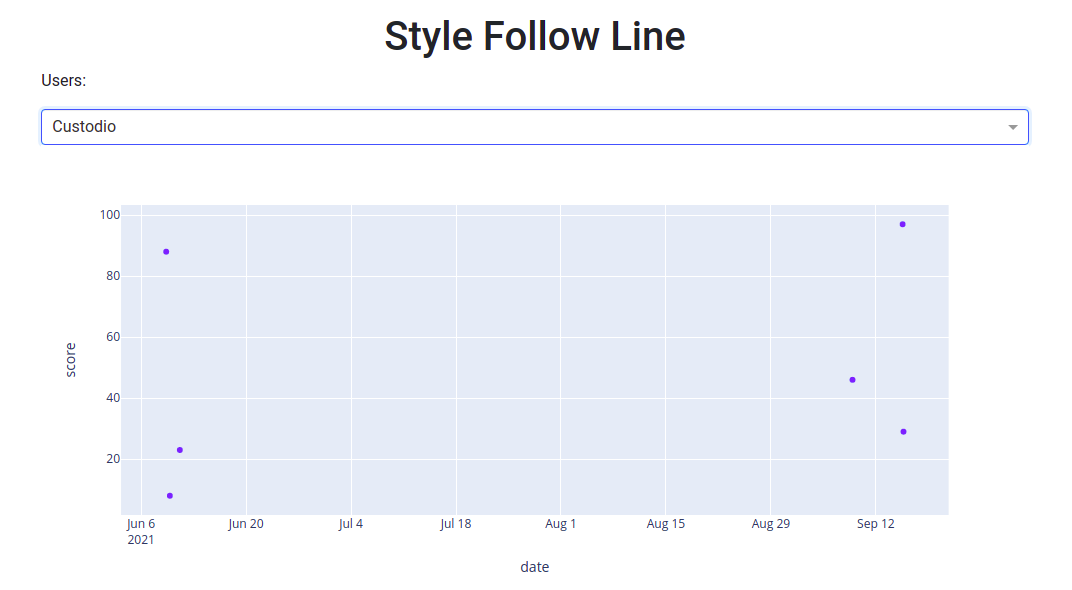 Style Follow Line
Users:
Custodio
100
80
60
40
20
score
Jun 6
2021
Jun 20
Jul 4
Jul 18
Aug 1
Aug 15
Aug 29
Sep 12
date